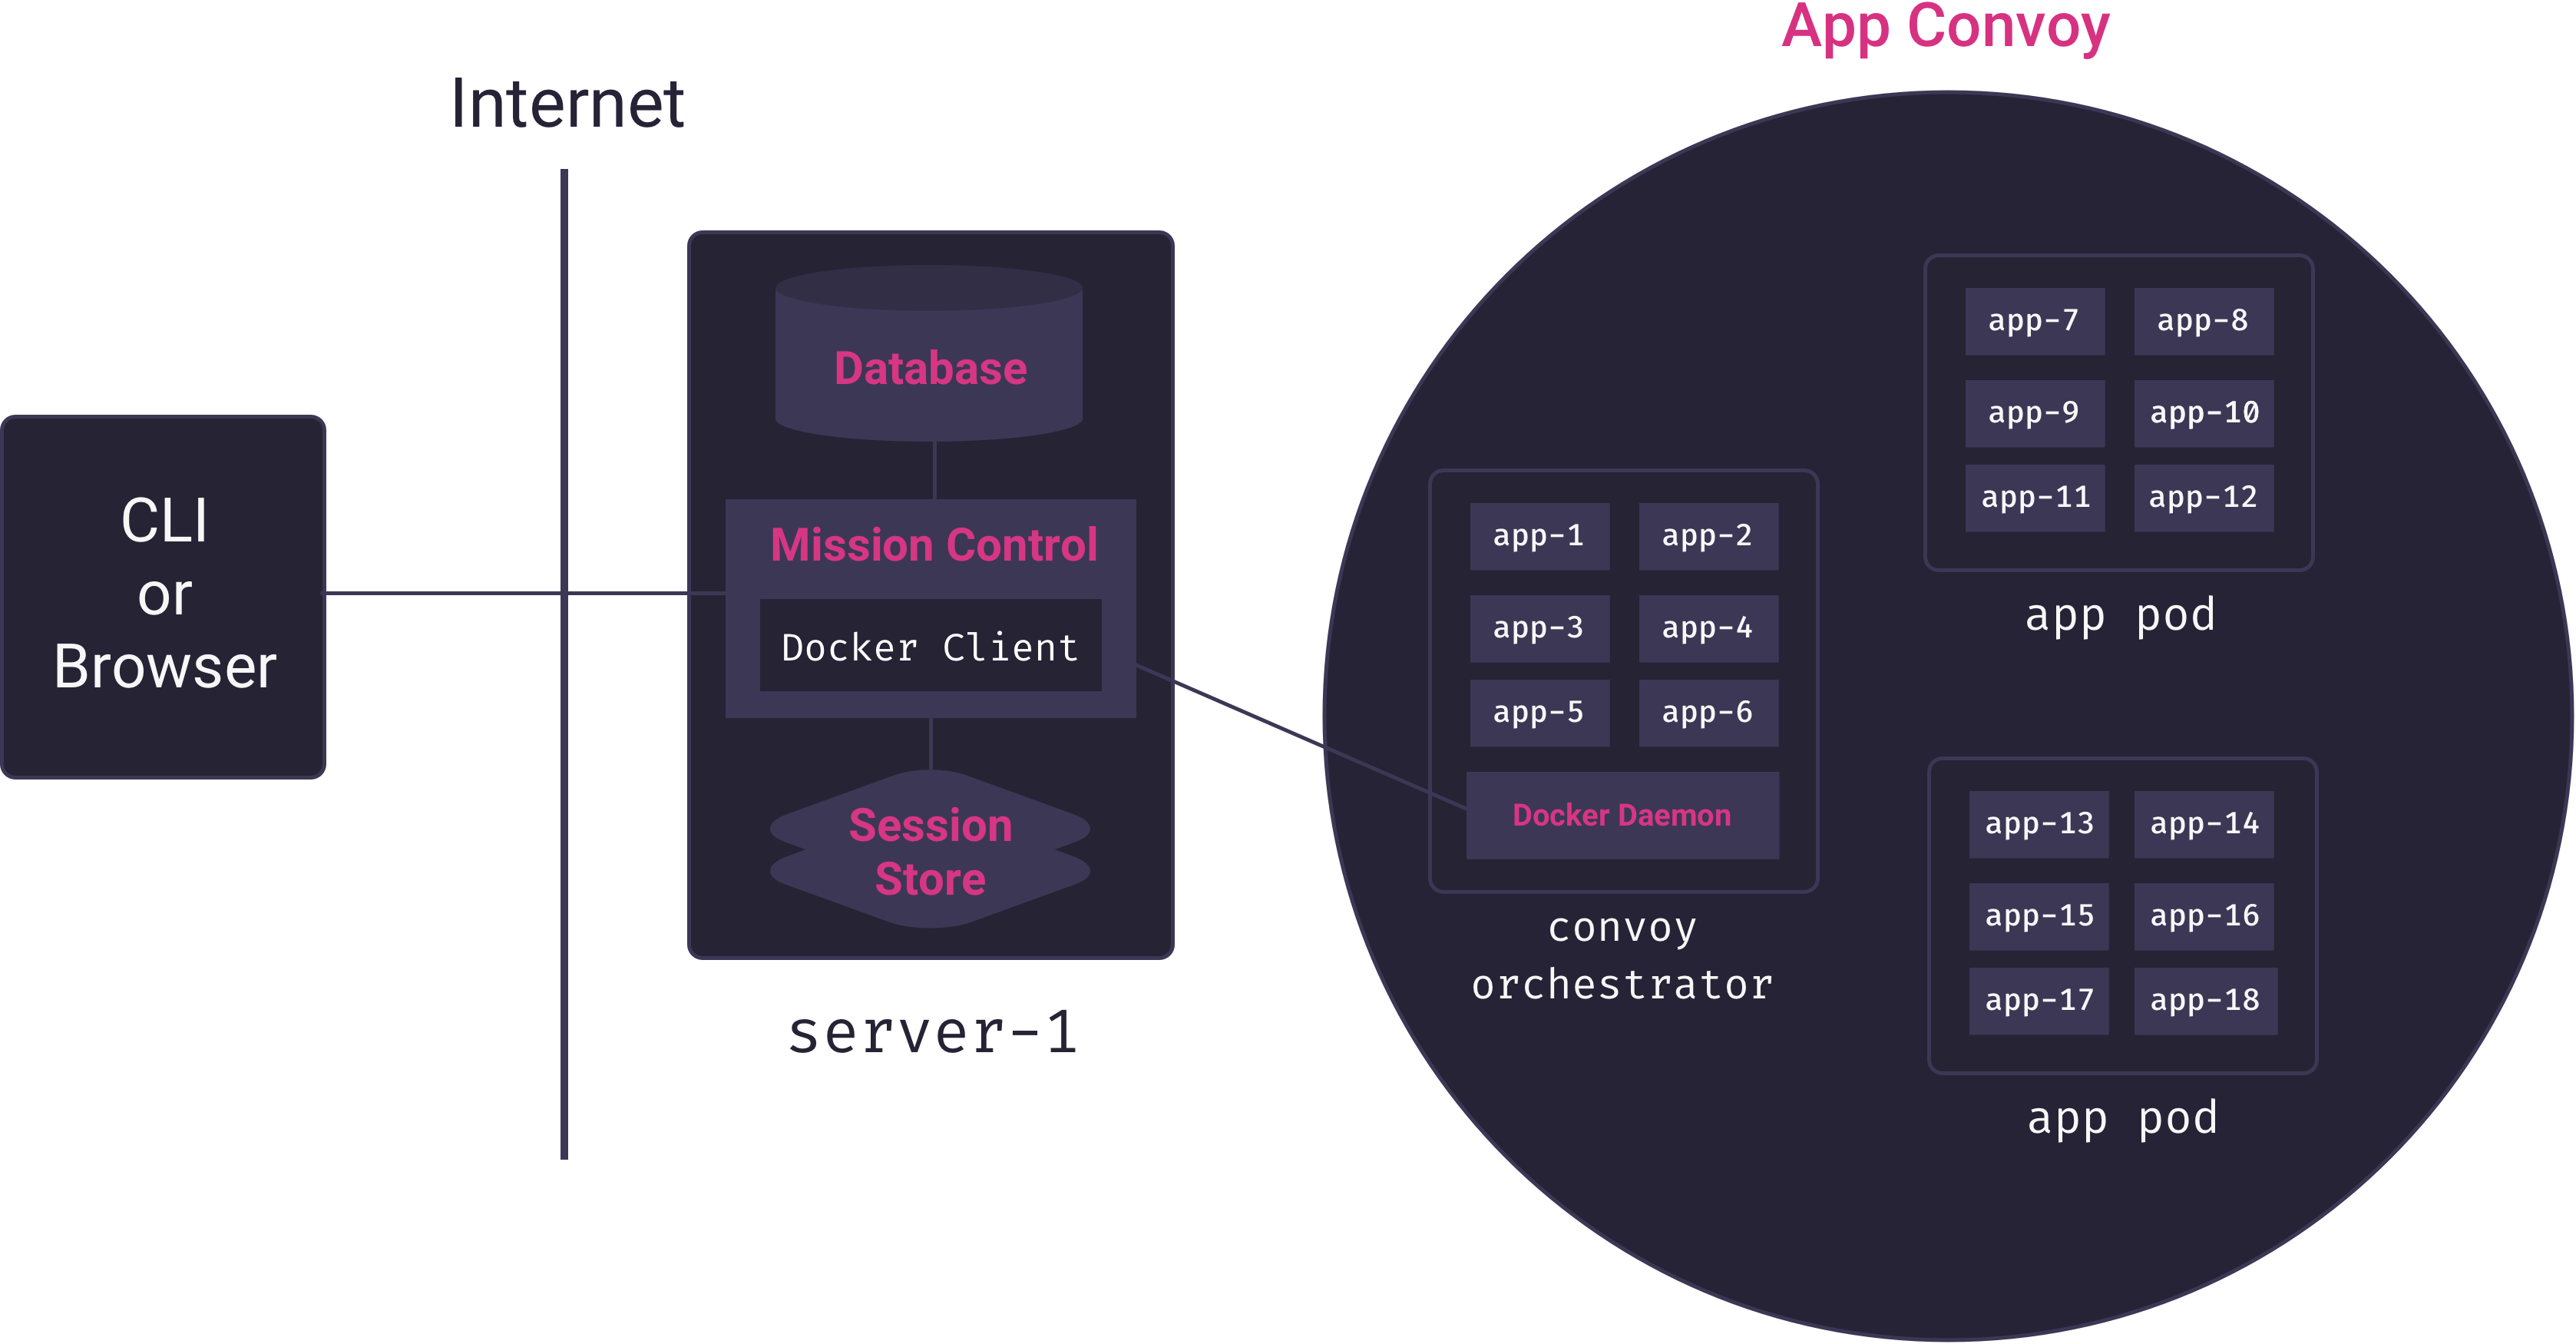 App Convoy
Internet
CLI
or
Browser
Database
Mission Control
Docker Client
Session
Store
server-1
app-1 app-2
app-3 app-4
app-5 app-6
Docker Daemon
convoy
orchestrator
app-7 app-8
app-9 app-10
app-11 app-12
app pod
app-13 app-14
app-15 app-16
app-17 app-18
app pod